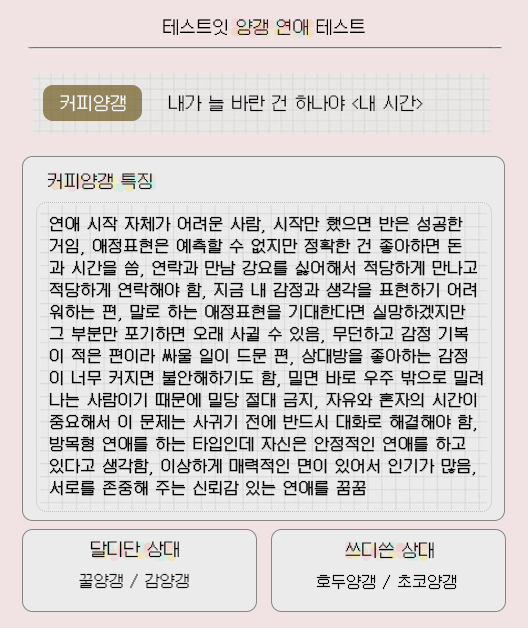 테스트잇 양갱 연애 테스트
커피양갱 내가 늘 바란 건 하나야 <내 시간>
커피양갱 특징
연애 시작 자체가 어려운 사람, 시작만 했으면 반은 성공한
거임, 애정표현은 예측할 수 없지만 정확한 건 좋아하면 돈
과 시간을 씀, 연락과 만남 강요를 싫어해서 적당하게 만나고
적당하게 연락해야 함, 지금 내 감정과 생각을 표현하기 어려
워하는 편, 말로 하는 애정표현을 기대한다면 실망하겠지만
그 부분만 포기하면 오래 사귈 수 있음, 무던하고 감정 기복
이 적은 편이라 싸울 일이 드문 편, 상대방을 좋아하는 감정
이 너무 커지면 불안해하기도 함, 밀면 바로 우주 밖으로 밀려
나는 사람이기 때문에 밀당 절대 금지, 자유와 혼자의 시간이
중요해서 이 문제는 사귀기 전에 반드시 대화로 해결해야 함,
방목형 연애를 하는 타입인데 자신은 안정적인 연애를 하고
있다고 생각함, 이상하게 매력적인 면이 있어서 인기가 많음,
서로를 존중해 주는 신뢰감 있는 연애를 꿈꿈
달디단 상대
꿀양갱 / 감양갱
쓰디쓴 상대
호두양갱 / 초코양갱